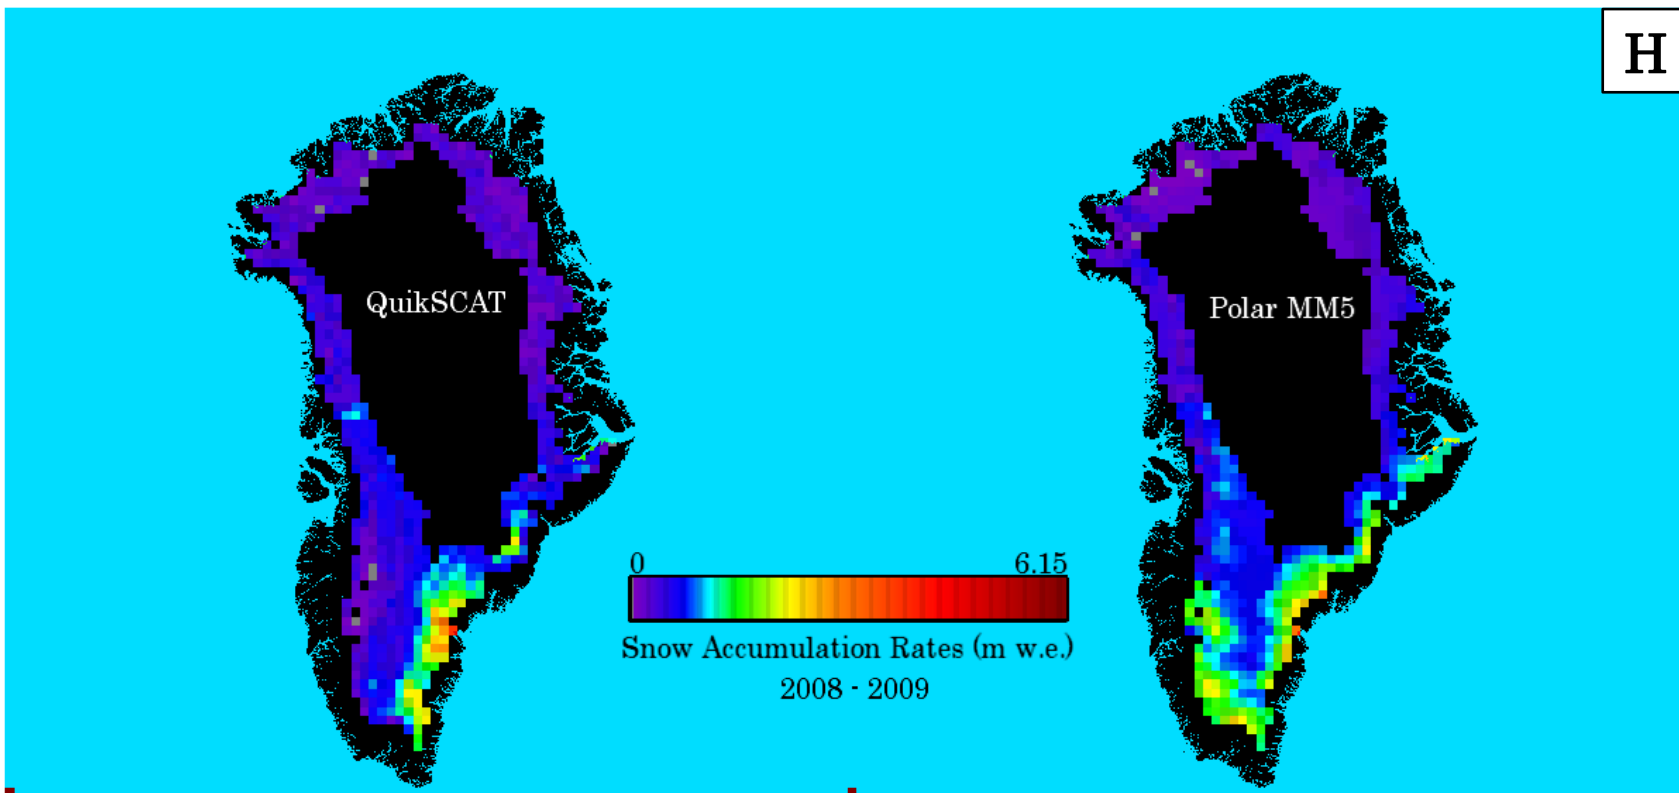 H
QuikSCAT
Polar MM5
0 6.15
Snow Accumulation Rates (m w.e.)
2008 - 2009